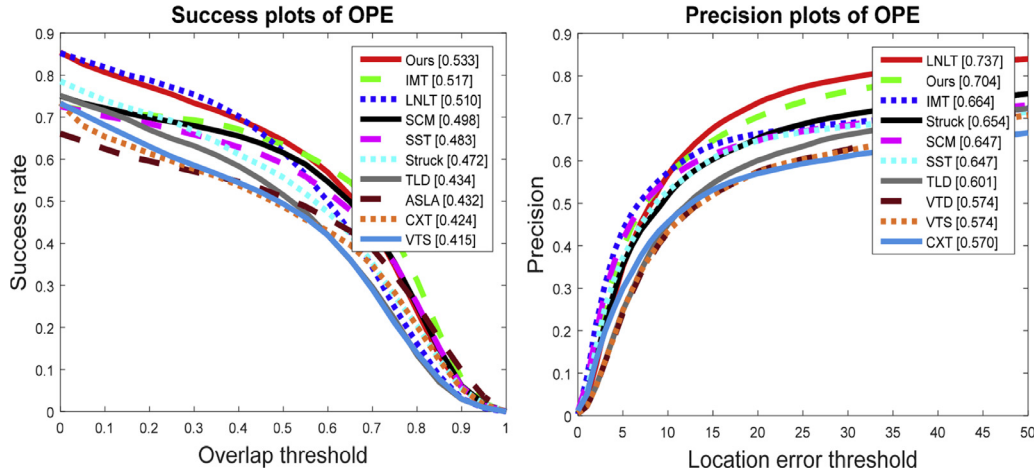 Success plots of OPE
Success rate
0.9
0.8
0.7
0.6
0.5
0.4
0.3
0.2
0.1
0
Ours [0.533]
IMT [0.517]
LNLT [0.510]
SCM [0.498]
SST [0.483]
Struck [0.472]
TLD [0.434]
ASLA [0.432]
CXT [0.424]
VTS [0.415]
0 0.1 0.2 0.3 0.4 0.5 0.6 0.7 0.8 0.9 1
Overlap threshold
Precision plots of OPE
Precision
0.9
0.8
0.7
0.6
0.5
0.4
0.3
0.2
0.1
0
LNLT [0.737]
Ours [0.704]
IMT [0.664]
Struck [0.654]
SCM [0.647]
SST [0.647]
TLD [0.601]
VTD [0.574]
VTS [0.574]
CXT [0.570]
0 5 10 15 20 25 30 35 40 45 50
Location error threshold